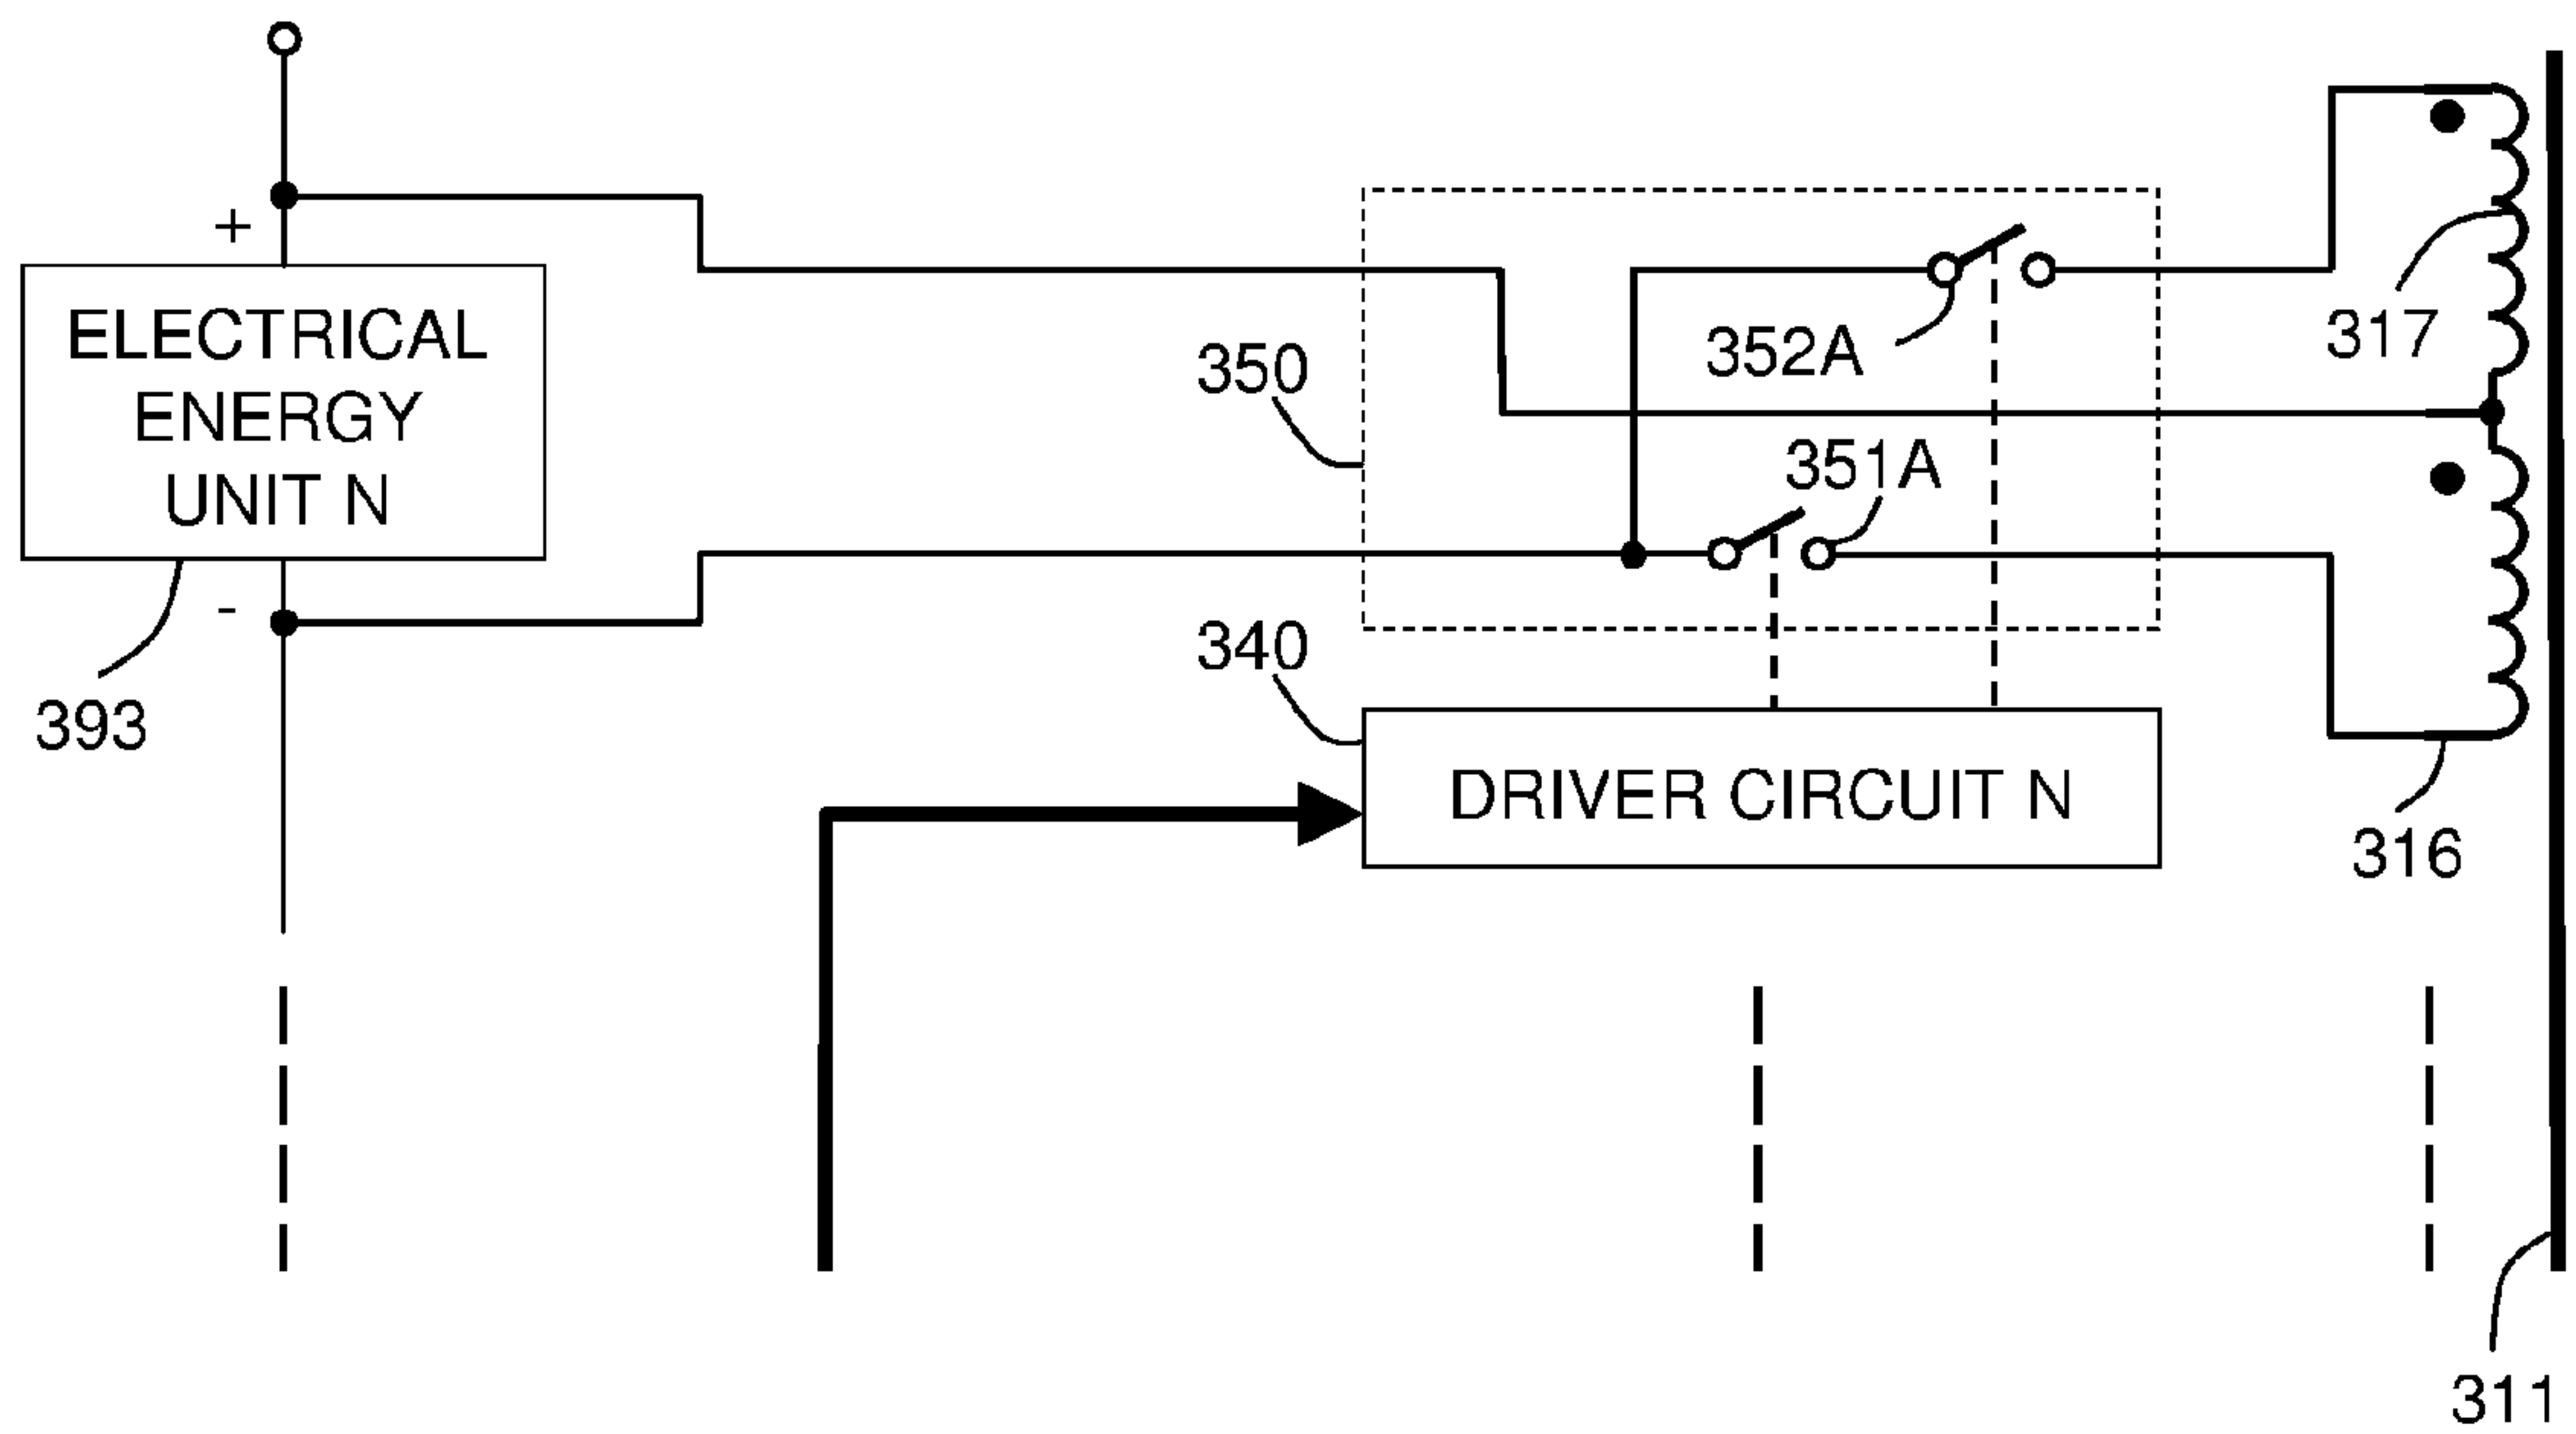 +
ELECTRICAL
ENERGY
UNIT N
-
393
350
352A
351A
317
340
DRIVER CIRCUIT N
316
311